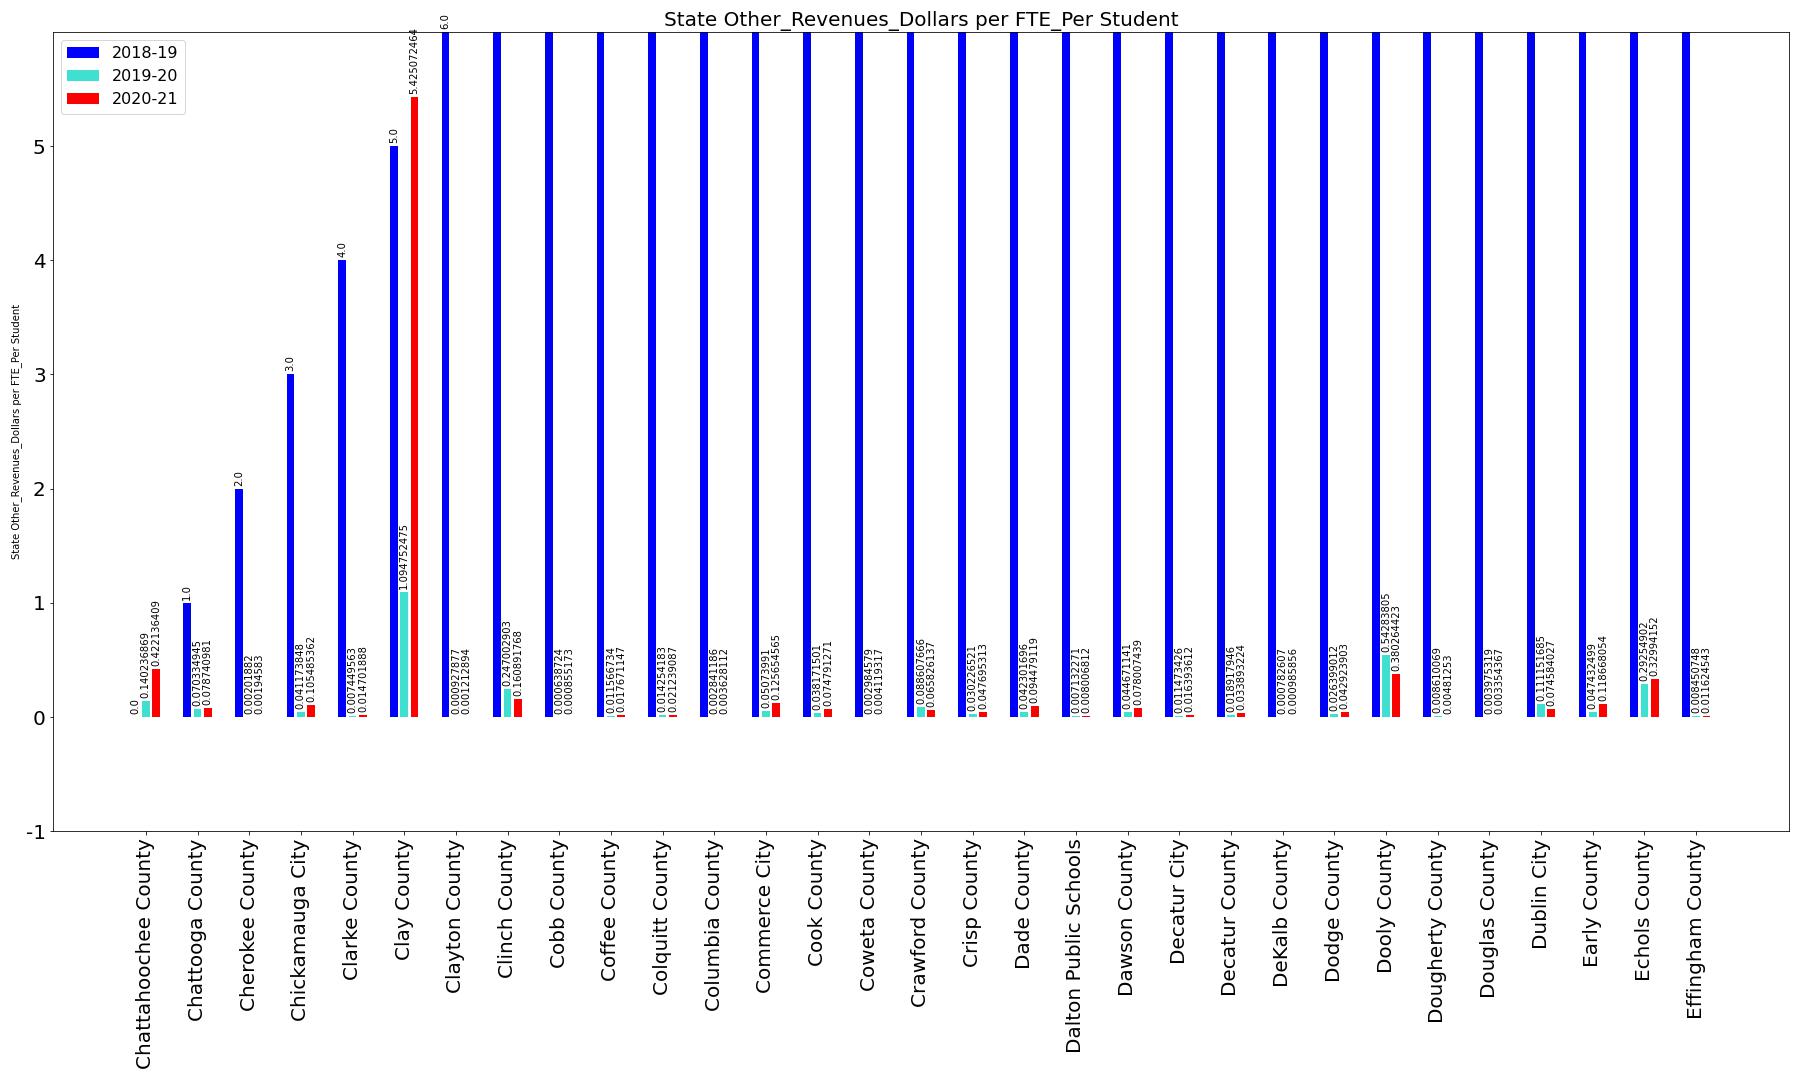 State Other_Revenues_Dollars per FTE_Per Student
2018-19
2019-20
2020-21
State Other_Revenues_Dollars per FTE_Per Student
5
4
3
2
1
0
-1
0.0
0.140236869
0.422136409
1.0
0.070334945
0.078740981
2.0
0.00201882
0.00194583
3.0
0.041173848
0.105485362
4.0
0.007449563
0.014701888
5.0
1.094752475
5.425072464
6.0
0.000927877
0.001212894
0.247002903
0.160891768
0.000638724
0.000855173
0.011566734
0.017671147
0.014254183
0.021239087
0.002841186
0.003628112
0.05073991
0.125654565
0.038171501
0.074791271
0.002984579
0.004119317
0.088607666
0.065826137
0.030226521
0.047695313
0.042301696
0.094479119
0.007132271
0.008006812
0.044671141
0.078007439
0.011473426
0.016393612
0.018917946
0.033893224
0.000782607
0.000985856
0.026399012
0.042923903
0.54283805
0.380264423
0.008610069
0.00481253
0.003975319
0.003354367
0.111151685
0.074584027
0.047432499
0.118668054
0.292554902
0.32994152
0.008450748
0.011624543
Chattahoochee County
Chattooga County
Cherokee County
Chickamauga City
Clarke County
Clay County
Clayton County
Clinch County
Cobb County
Coffee County
Colquitt County
Columbia County
Commerce City
Cook County
Coweta County
Crawford County
Crisp County
Dade County
Dalton Public Schools
Dawson County
Decatur City
Decatur County
DeKalb County
Dodge County
Dooly County
Dougherty County
Douglas County
Dublin City
Early County
Echols County
Effingham County